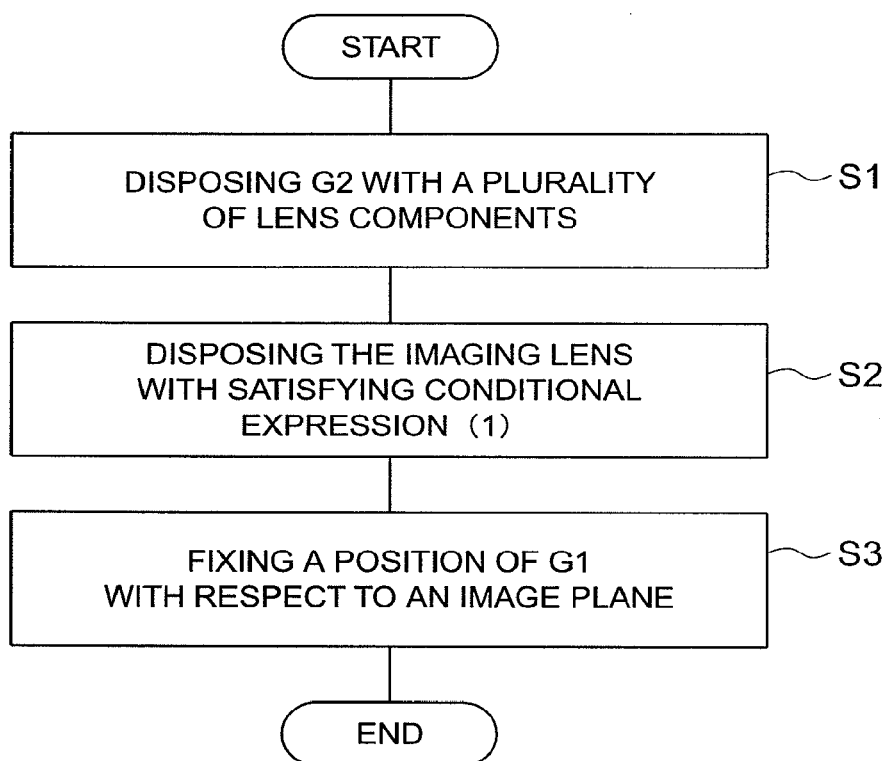 START
DISPOSING G2 WITH A PLURALITY
OF LENS COMPONENTS
S1
DISPOSING THE IMAGING LENS
WITH SATISFYING CONDITIONAL
EXPRESSION (1)
S2
FIXING A POSITION OF G1
WITH RESPECT TO AN IMAGE PLANE
S3
END